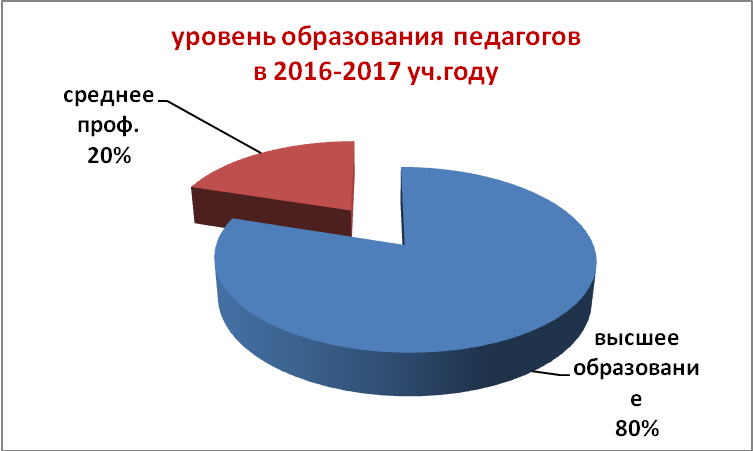 уровень образования педагогов
в 2016-2017 уч.году
среднее
проф.
20%
высшее
образовани
е
80%